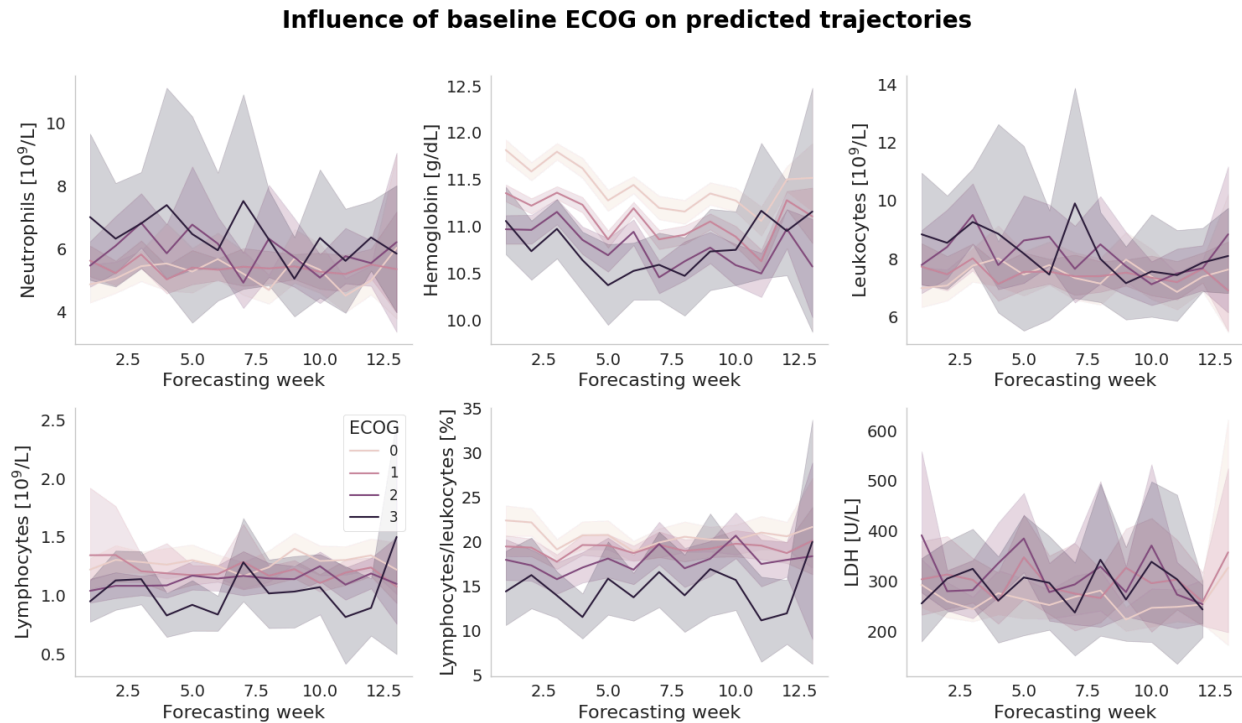 Influence of baseline ECOG on predicted trajectories
Neutrophils [10⁹/L]
10
8
6
4
2.5 5.0 7.5 10.0 12.5
Forecasting week
Hemoglobin [g/dL]
12.5
12.0
11.5
11.0
10.5
10.0
2.5 5.0 7.5 10.0 12.5
Forecasting week
Leukocytes [10⁹/L]
14
12
10
8
6
2.5 5.0 7.5 10.0 12.5
Forecasting week
Lymphocytes [10⁹/L]
2.5
2.0
1.5
1.0
0.5
ECOG
0
1
2
3
2.5 5.0 7.5 10.0 12.5
Forecasting week
Lymphocytes/leukocytes [%]
35
30
25
20
15
10
5
2.5 5.0 7.5 10.0 12.5
Forecasting week
LDH [U/L]
600
500
400
300
200
2.5 5.0 7.5 10.0 12.5
Forecasting week